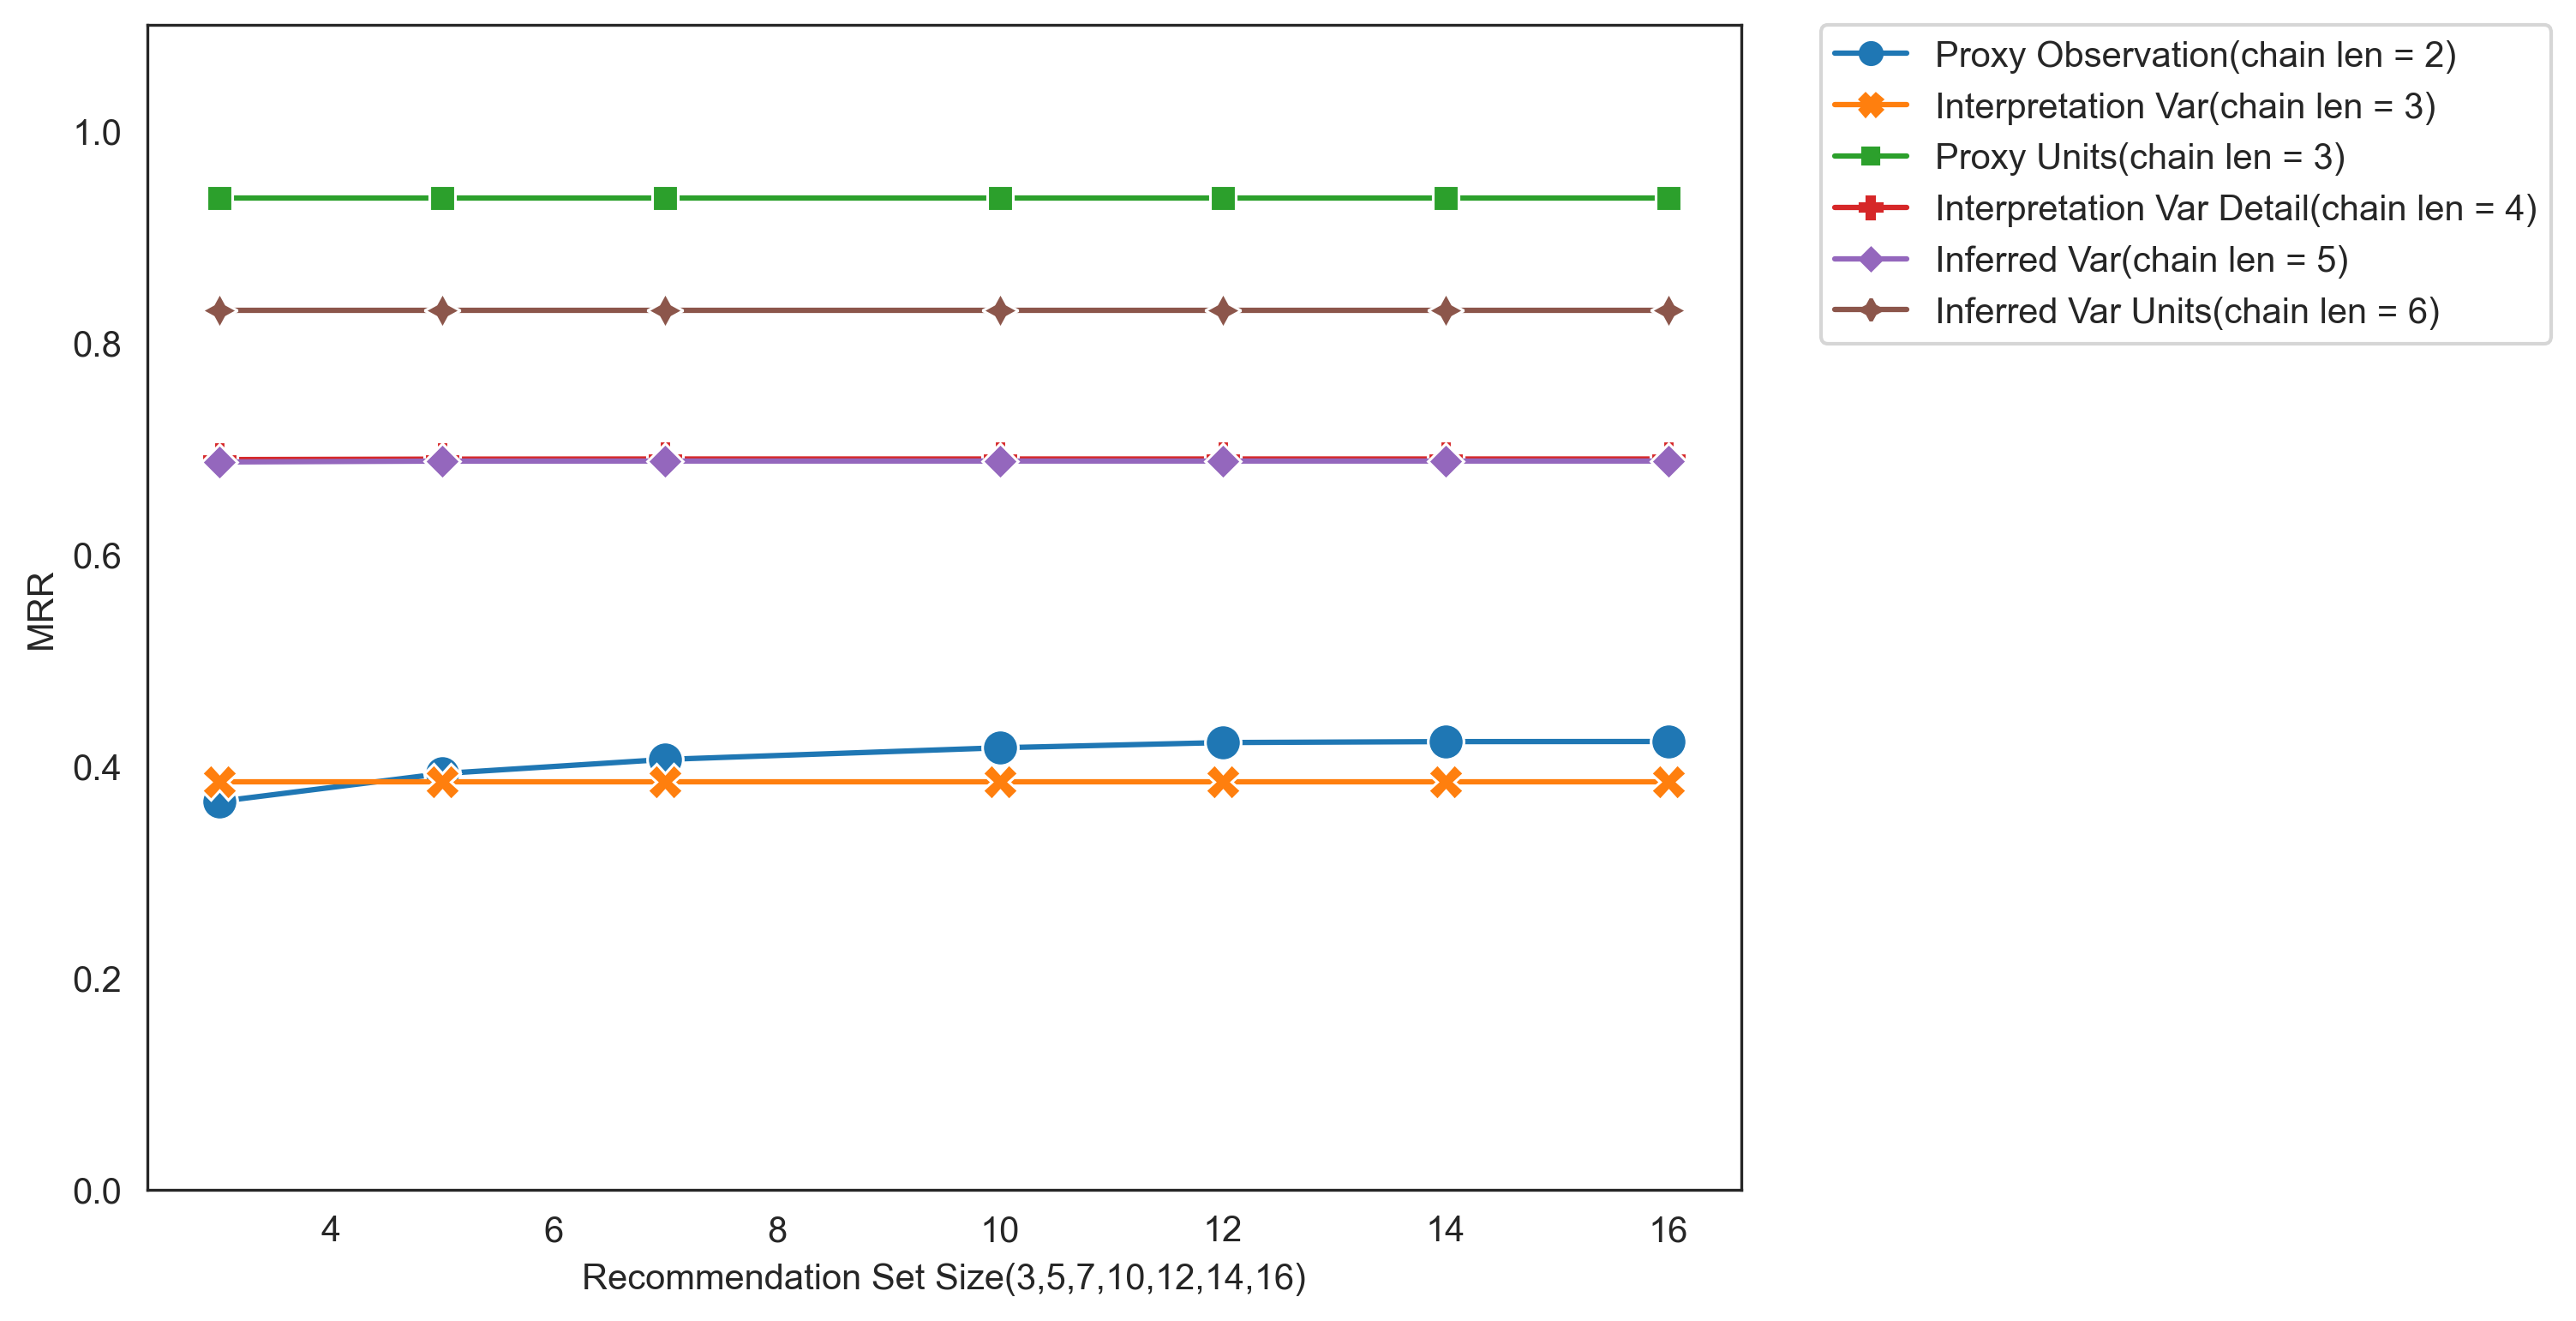 Proxy Observation(chain len = 2)
Interpretation Var(chain len = 3)
Proxy Units(chain len = 3)
Interpretation Var Detail(chain len = 4)
Inferred Var(chain len = 5)
Inferred Var Units(chain len = 6)
1.0
0.8
0.6
0.4
0.2
0.0
MRR
4 6 8 10 12 14 16
Recommendation Set Size(3,5,7,10,12,14,16)